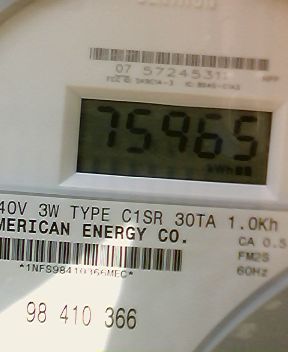 07 5724531
75965
kWh
40V 3W TYPE C1SR 30TA 1.0Kh
MERICAN ENERGY CO.
CA 0.5
FM2S
60Hz
*1NFS98410366MEC*
98 410 366